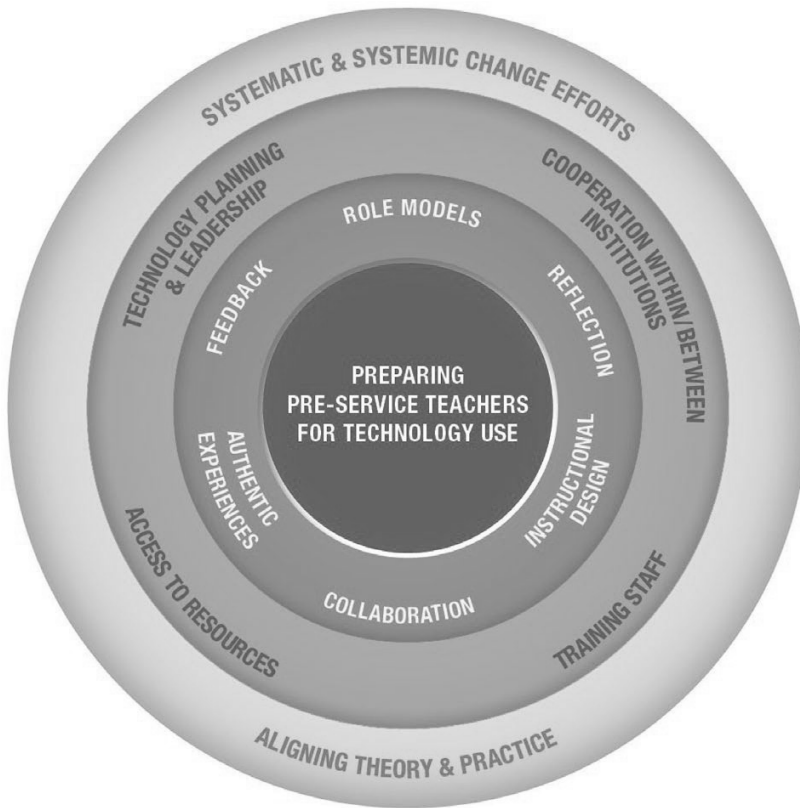 SYSTEMATIC & SYSTEMIC CHANGE EFFORTS
TECHNOLOGY PLANNING
& LEADERSHIP
COOPERATION WITHIN/BETWEEN
INSTITUTIONS
ROLE MODELS
FEEDBACK
REFLECTION
PREPARING
PRE-SERVICE TEACHERS
FOR TECHNOLOGY USE
AUTHENTIC
EXPERIENCES
INSTRUCTIONAL
DESIGN
COLLABORATION
ACCESS TO RESOURCES
TRAINING STAFF
ALIGNING THEORY & PRACTICE